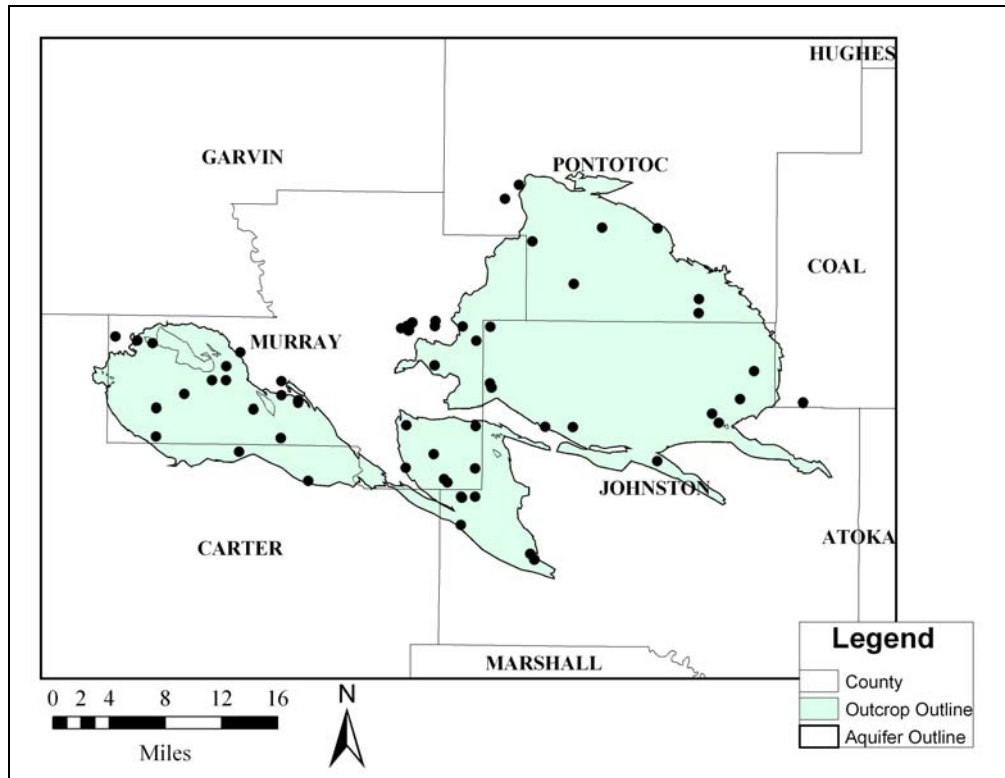 HUGHES
GARVIN
PONTOTOC
COAL
MURRAY
JOHNSTON
CARTER
ATOKA
MARSHALL
Legend
County
Outcrop Outline
Aquifer Outline
0 2 4 8 12 16
Miles
N